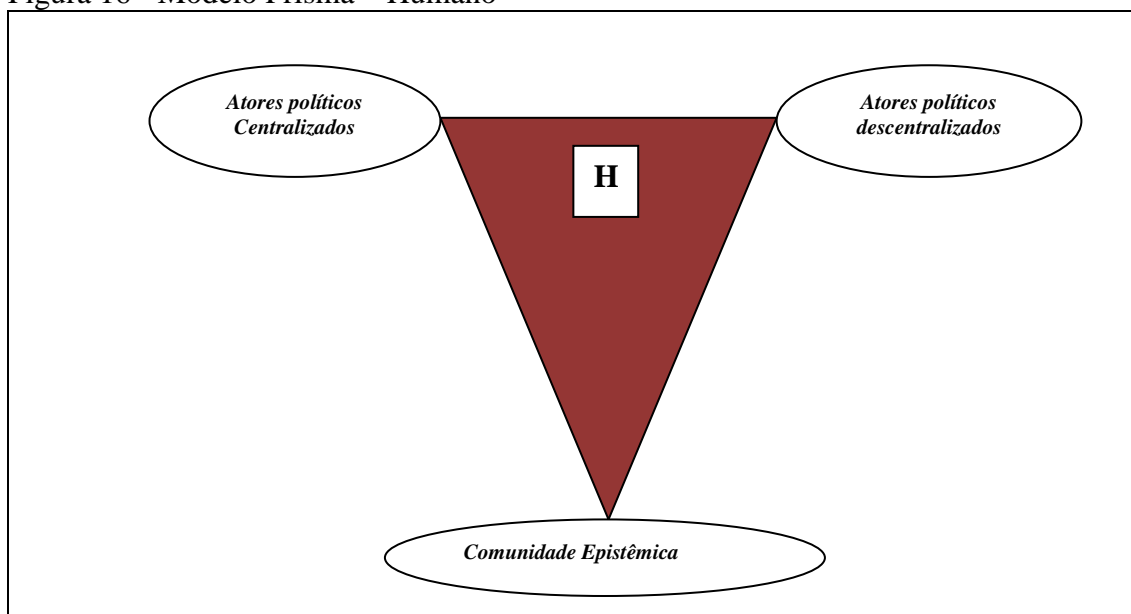 Atores políticos
Centralizados
Atores políticos
descentralizados
H
Comunidade Epistêmica